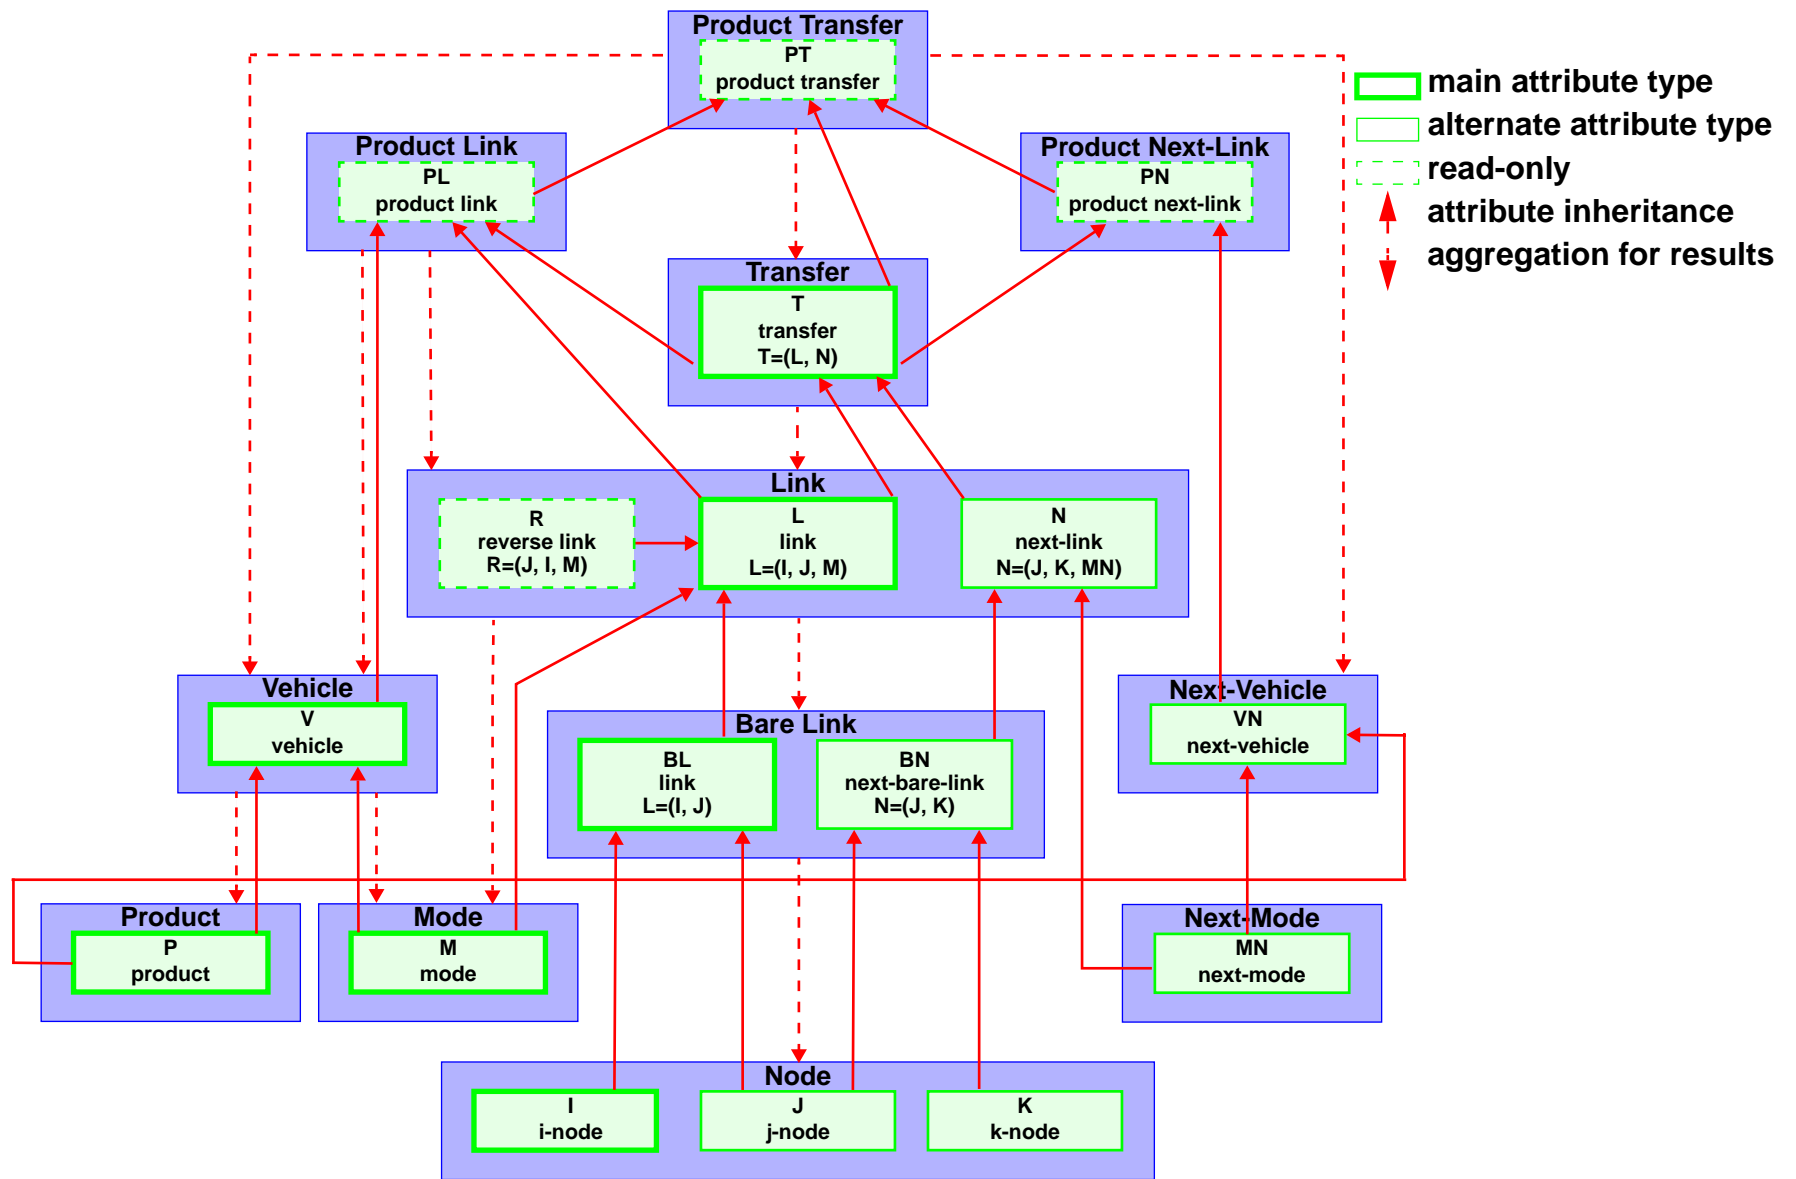 Product Transfer
PT
product transfer
main attribute type
alternate attribute type
read-only
attribute inheritance
aggregation for results
Product Link
PL
product link
Product Next-Link
PN
product next-link
Transfer
T
transfer
T=(L, N)
Link
R
reverse link
R=(J, I, M)
L
link
L=(I, J, M)
N
next-link
N=(J, K, MN)
Vehicle
V
vehicle
Next-Vehicle
VN
next-vehicle
Bare Link
BL
link
L=(I, J)
BN
next-bare-link
N=(J, K)
Product
P
product
Mode
M
mode
Next-Mode
MN
next-mode
Node
I
i-node
J
j-node
K
k-node